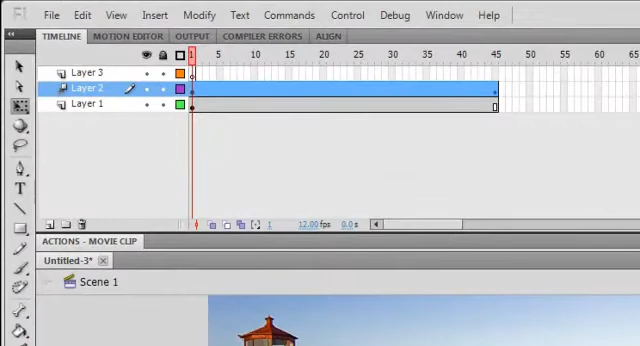 Fl File Edit View Insert Modify Text Commands Control Debug Window Help
TIMELINE MOTION EDITOR OUTPUT COMPILER ERRORS ALIGN
1 5 10 15 20 25 30 35 40 45 50 55 60 65
Layer 3
Layer 2
Layer 1
T
1 12.00 fps 0.0 s
ACTIONS - MOVIE CLIP
Untitled-3*
Scene 1